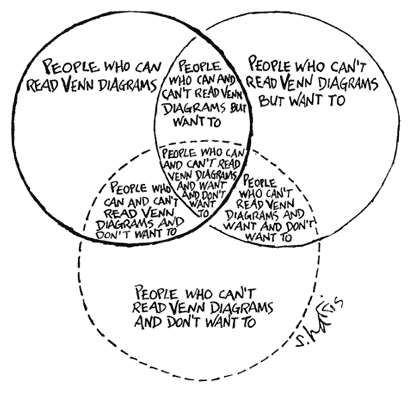 PEOPLE WHO CAN
READ VENN DIAGRAMS
PEOPLE
WHO CAN AND
CAN'T READ VENN
DIAGRAMS BUT
WANT TO
PEOPLE WHO CAN'T
READ VENN DIAGRAMS
BUT WANT TO
PEOPLE WHO CAN
AND CAN'T READ
VENN DIAGRAMS
AND WANT
AND DON'T
WANT
TO
PEOPLE WHO
CAN AND CAN'T
READ VENN
DIAGRAMS AND
DON'T WANT TO
PEOPLE
WHO CAN'T
READ VENN
DIAGRAMS AND
WANT AND DON'T
WANT TO
PEOPLE WHO CAN'T
READ VENN DIAGRAMS
AND DON'T WANT TO
S. Harris